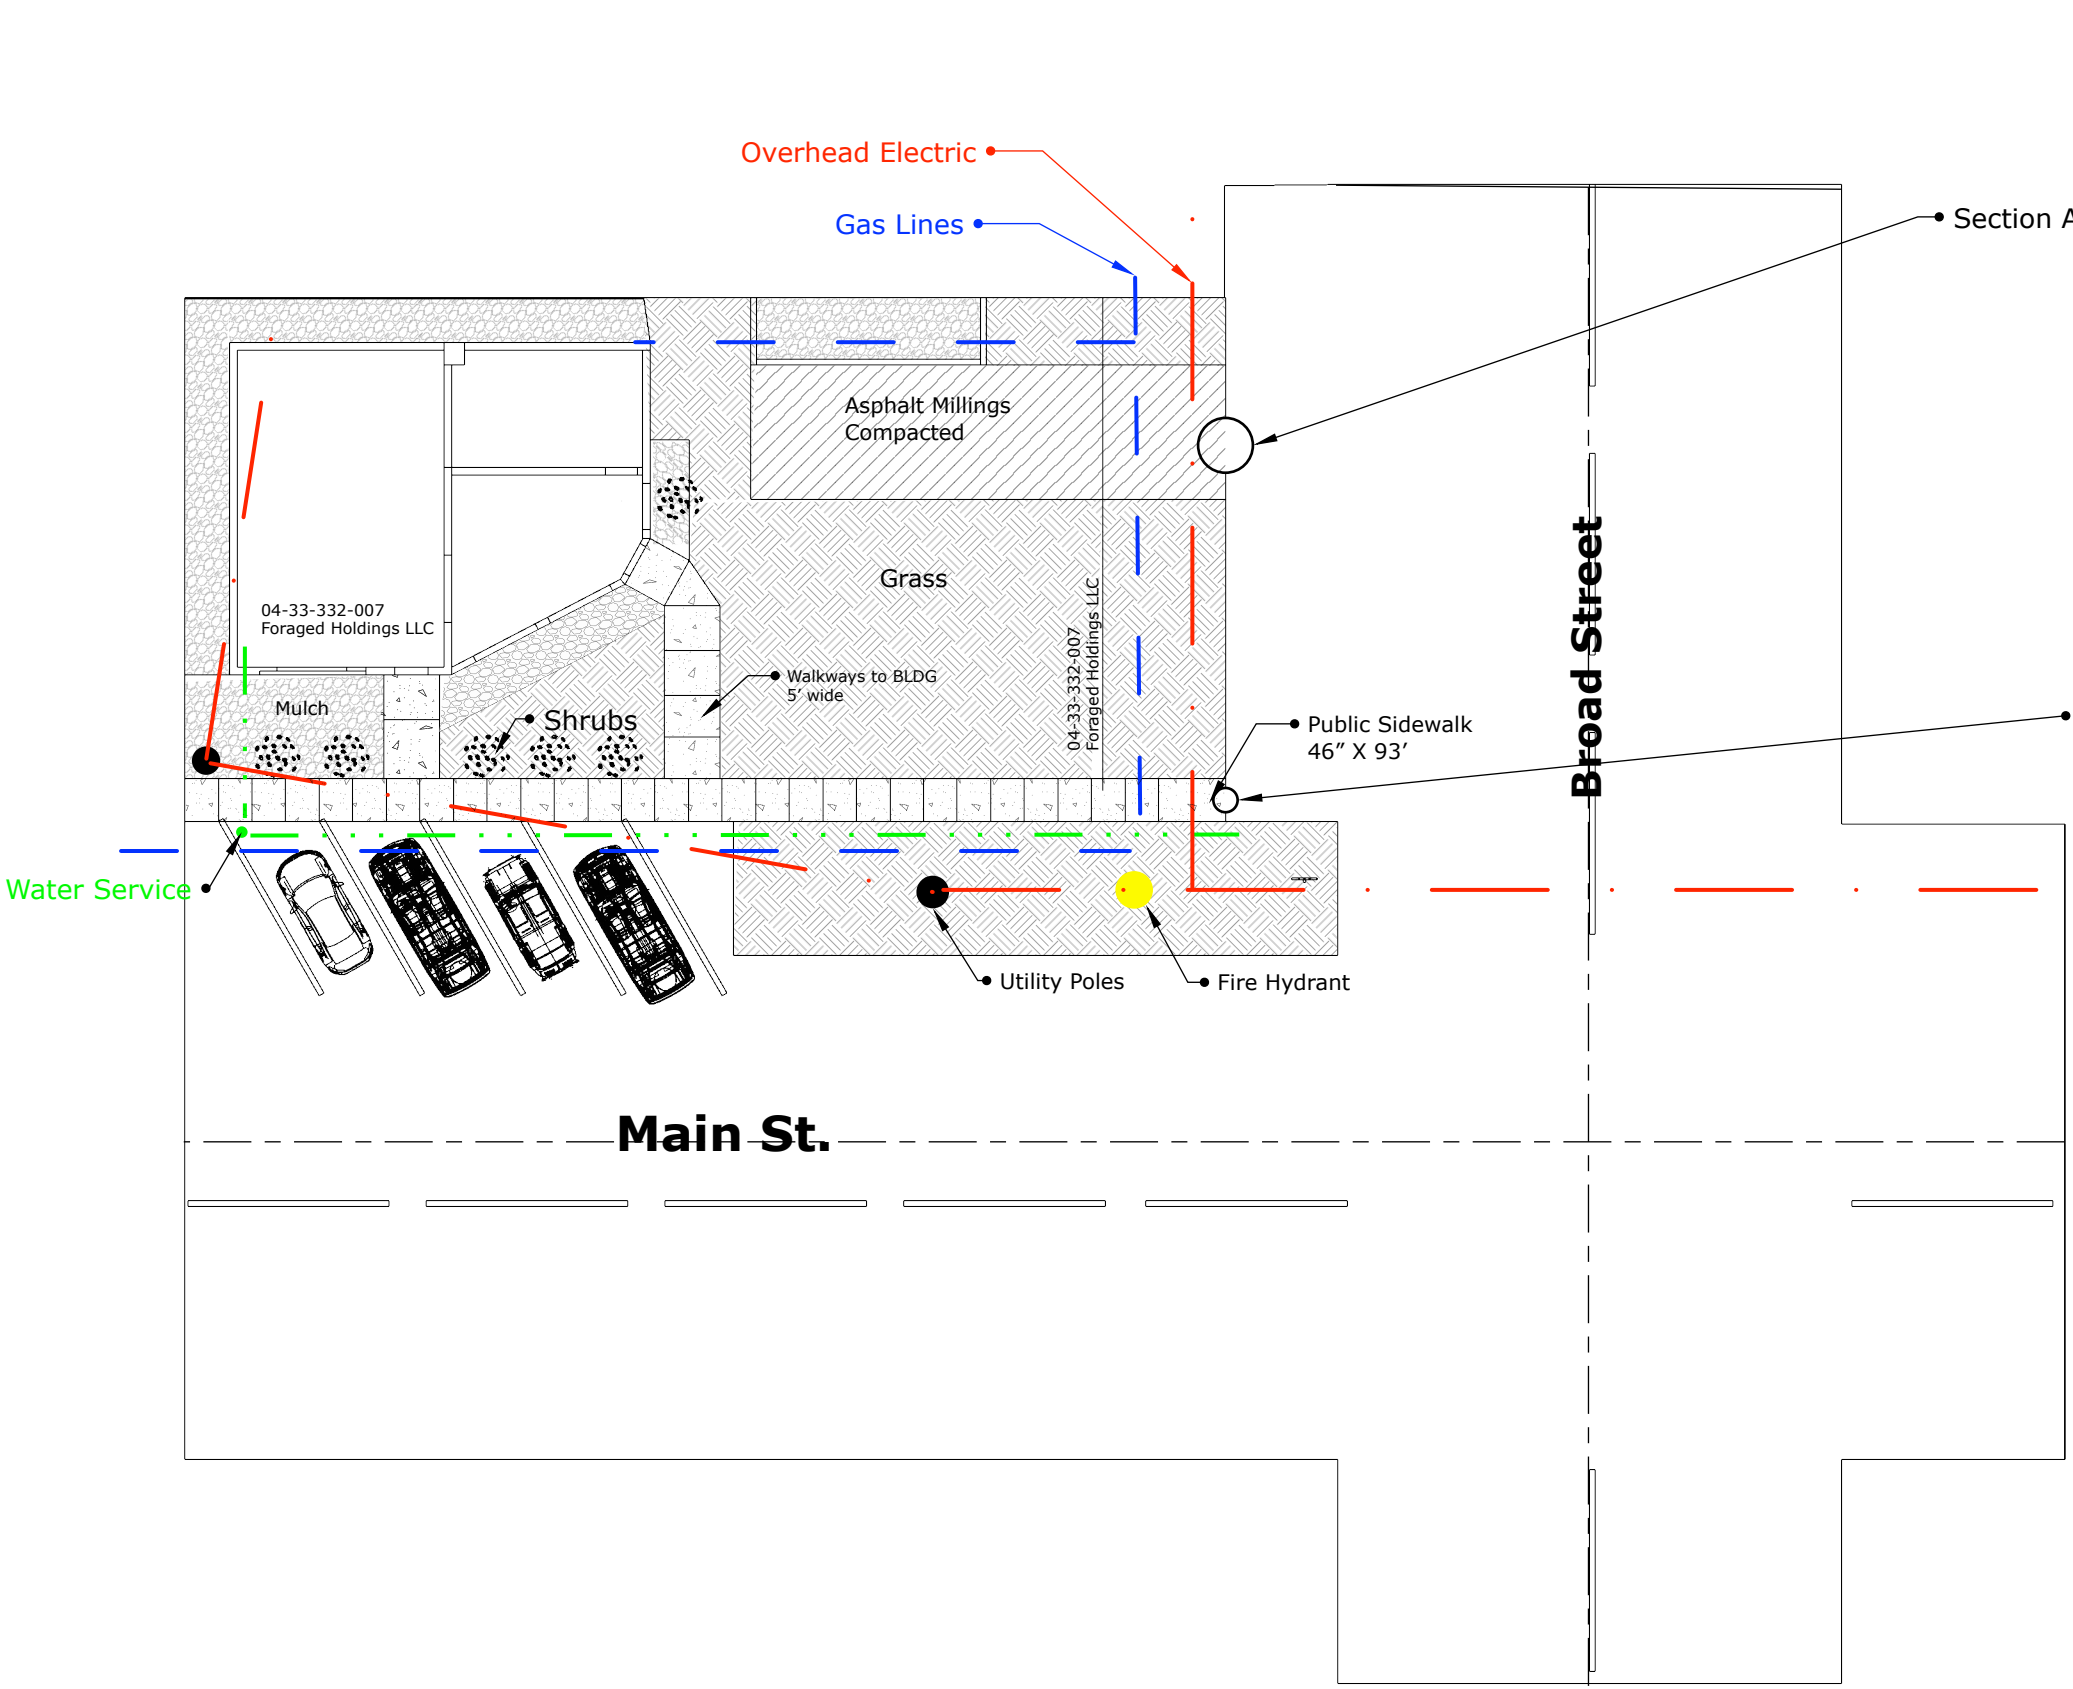 Overhead Electric
Gas Lines
Section A
Asphalt Millings
Compacted
Grass
04-33-332-007
Foraged Holdings LLC
04-33-332-007
Foraged Holdings LLC
Broad Street
Walkways to BLDG
5’ wide
Mulch
Shrubs
Public Sidewalk
46” X 93’
Water Service
Utility Poles
Fire Hydrant
Main St.